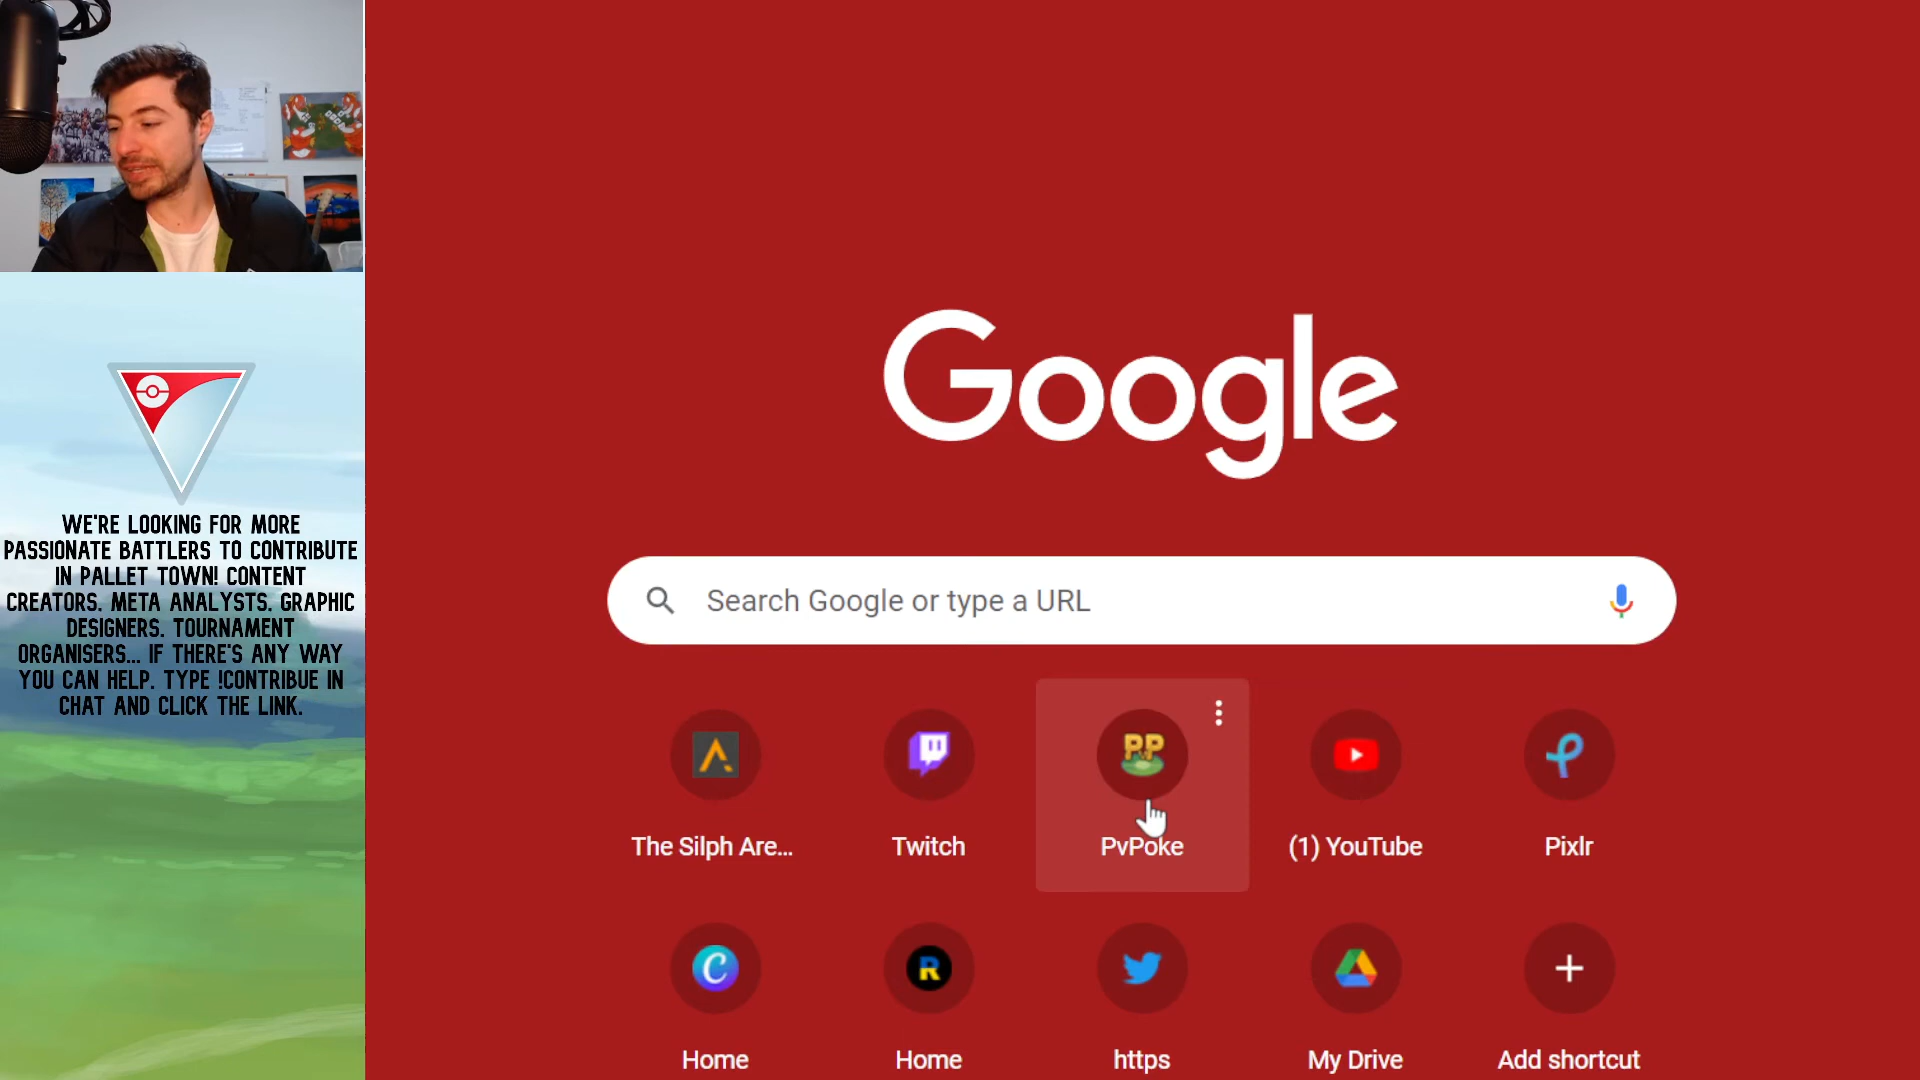 WE'RE LOOKING FOR MORE
PASSIONATE BATTLERS TO CONTRIBUTE
IN PALLET TOWN! CONTENT
CREATORS. META ANALYSTS. GRAPHIC
DESIGNERS. TOURNAMENT
ORGANISERS... IF THERE'S ANY WAY
YOU CAN HELP. TYPE !CONTRIBUE IN
CHAT AND CLICK THE LINK.
Google
Search Google or type a URL
PP
The Silph Are...
Twitch
PvPoke
(1) YouTube
Pixlr
C
R
Home
Home
https
My Drive
Add shortcut